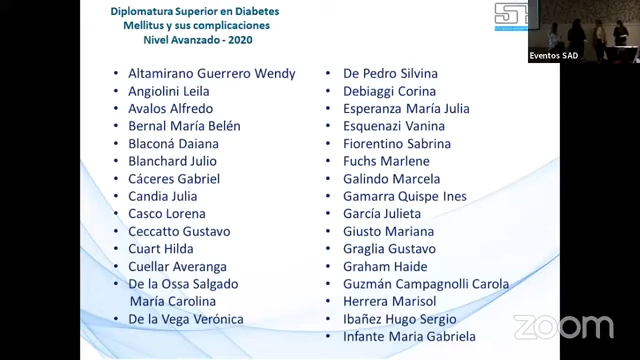 Diplomatura Superior en Diabetes
Mellitus y sus complicaciones
Nivel Avanzado - 2020
Altamirano Guerrero Wendy
Angiolini Leila
Avalos Alfredo
Bernal María Belén
Blaconá Daiana
Blanchard Julio
Cáceres Gabriel
Candia Julia
Casco Lorena
Ceccatto Gustavo
Cuart Hilda
Cuellar Averanga
De la Ossa Salgado
María Carolina
De la Vega Verónica
De Pedro Silvina
Debiaggi Corina
Esperanza María Julia
Esquenazi Vanina
Fiorentino Sabrina
Fuchs Marlene
Galindo Marcela
Gamarra Quispe Ines
García Julieta
Giusto Mariana
Graglia Gustavo
Graham Haide
Guzmán Campagnolli Carola
Herrera Marisol
Ibañez Hugo Sergio
Infante Maria Gabriela
Eventos SAD
zoom